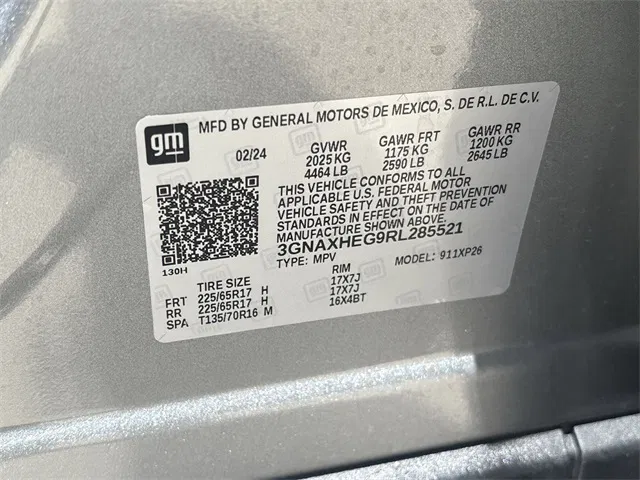 gm MFD BY GENERAL MOTORS DE MEXICO, S. DE R.L. DE C.V.
02/24 GVWR GAWR FRT GAWR RR
2025 KG 1175 KG 1200 KG
4464 LB 2590 LB 2645 LB
THIS VEHICLE CONFORMS TO ALL
APPLICABLE U.S. FEDERAL MOTOR
VEHICLE SAFETY AND THEFT PREVENTION
STANDARDS IN EFFECT ON THE DATE OF
MANUFACTURE SHOWN ABOVE.
3GNAXHEG9RL285521
130H TYPE: MPV MODEL: 911XP26
TIRE SIZE RIM
FRT 225/65R17 H 17X7J
RR 225/65R17 H 17X7J
SPA T135/70R16 M 16X4BT